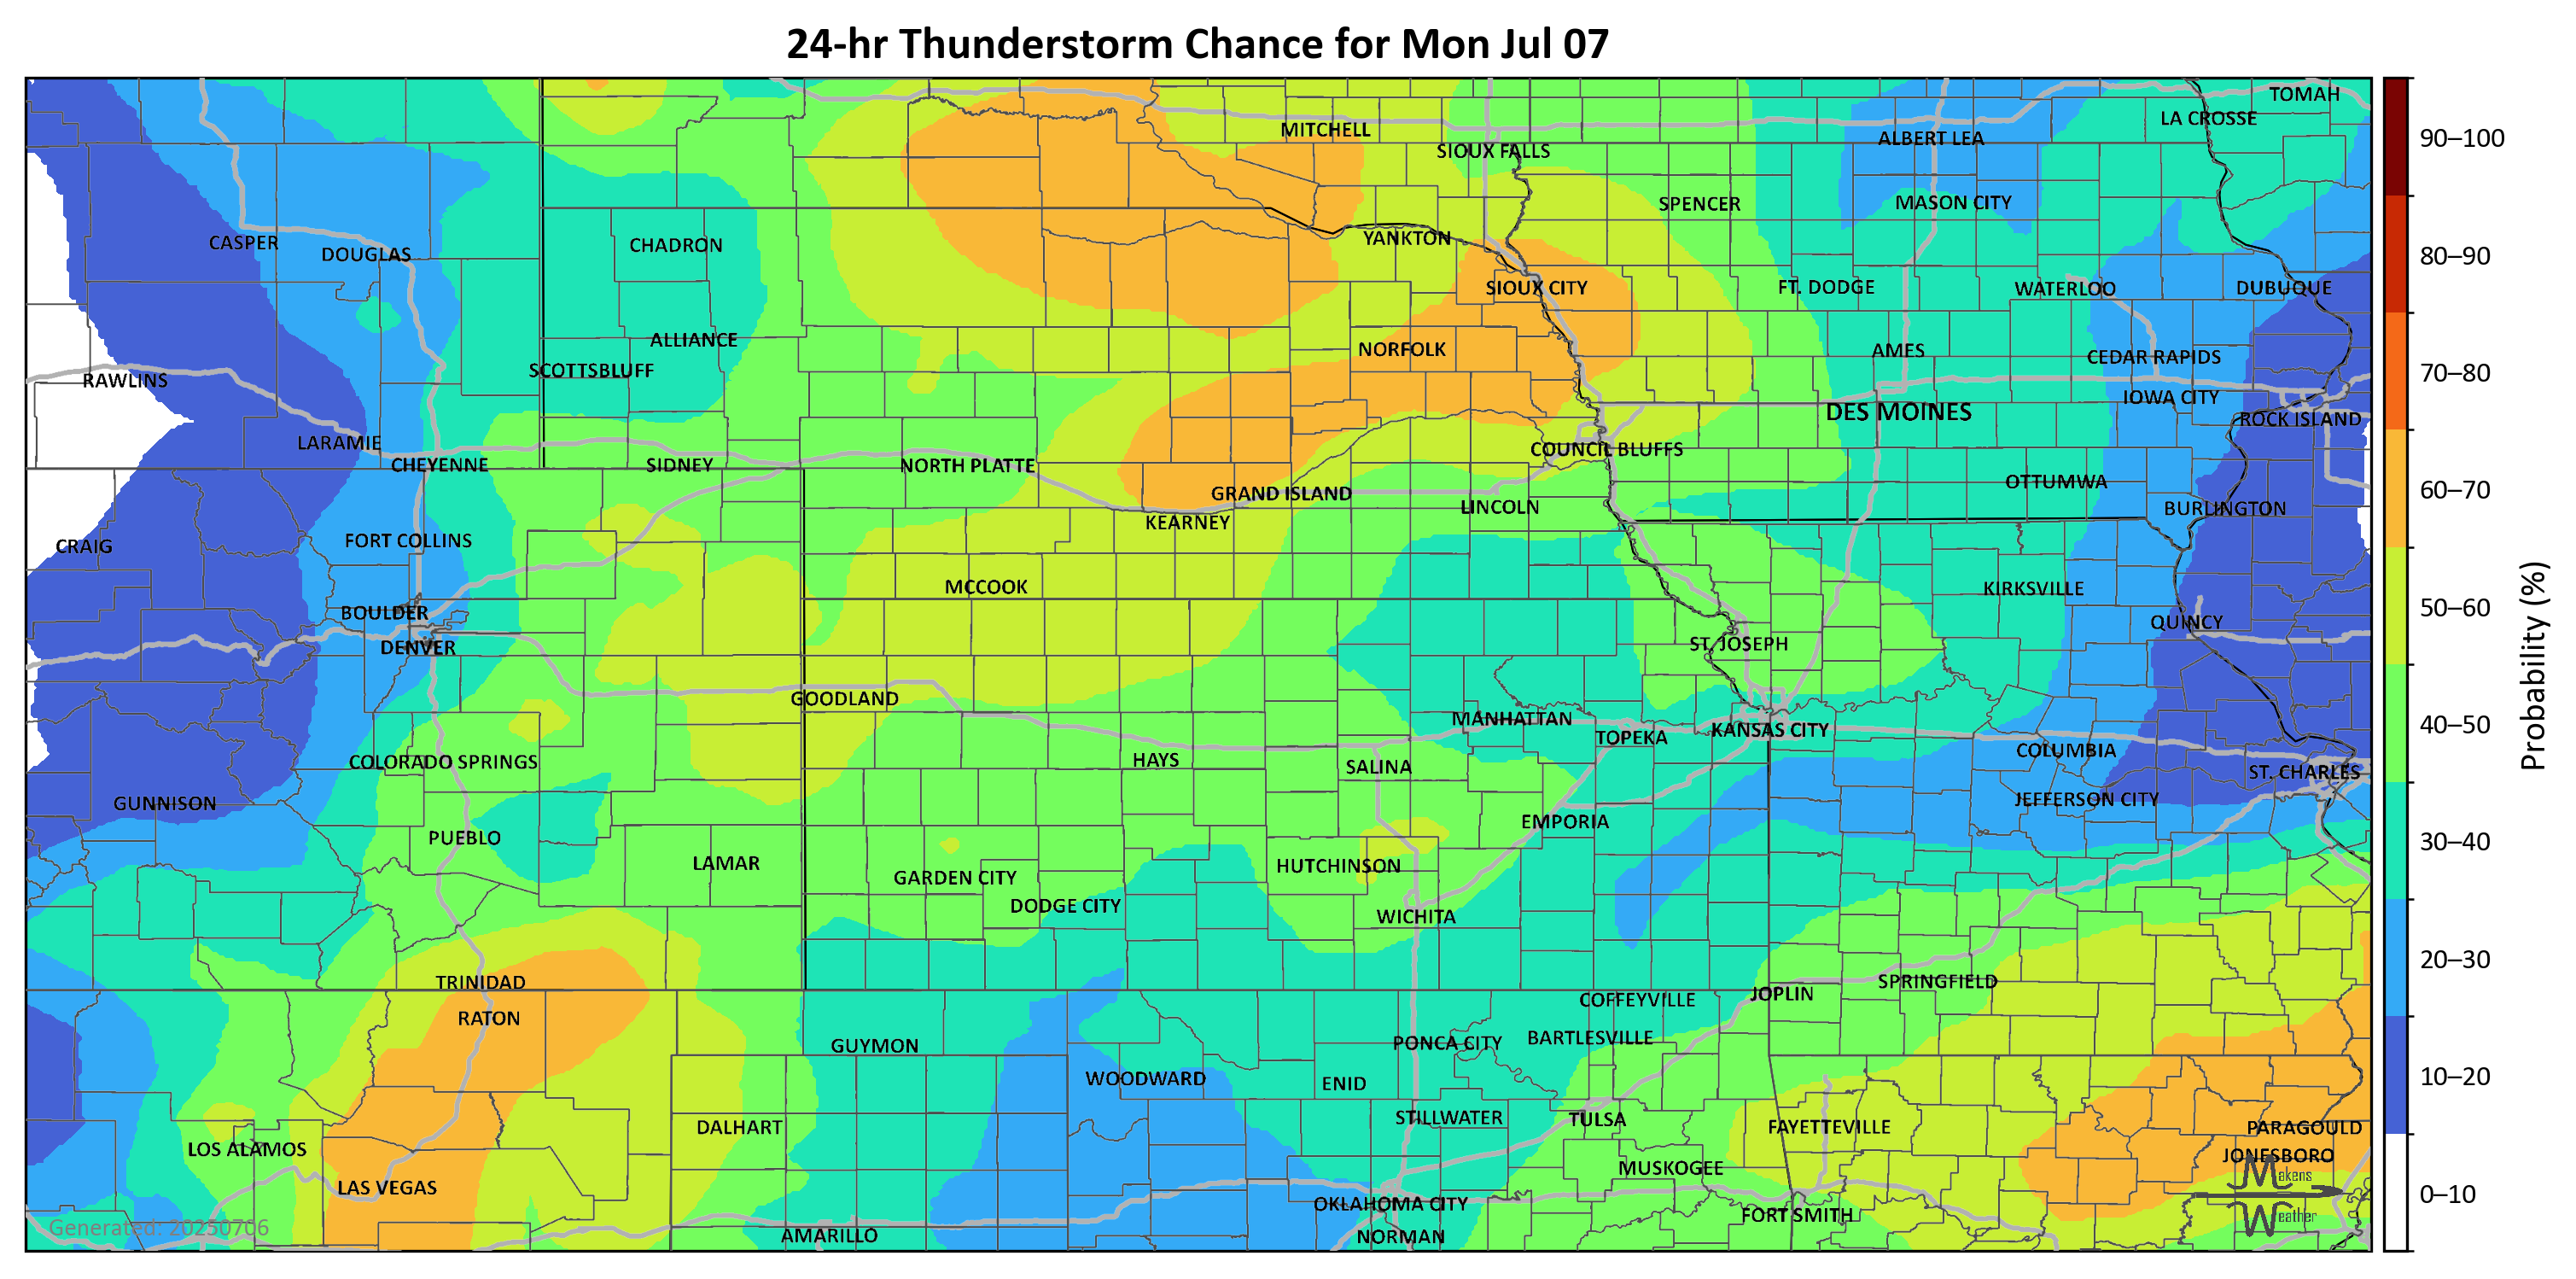 24-hr Thunderstorm Chance for Mon Jul 07
TOMAH
LA CROSSE
MITCHELL
ALBERT LEA
90–100
SIOUX FALLS
SPENCER
MASON CITY
CASPER
DOUGLAS
CHADRON
YANKTON
80–90
SIOUX CITY
FT. DODGE
WATERLOO
DUBUQUE
ALLIANCE
NORFOLK
AMES
CEDAR RAPIDS
RAWLINS
SCOTTSBLUFF
70–80
IOWA CITY
DES MOINES
ROCK ISLAND
LARAMIE
COUNCIL BLUFFS
CHEYENNE
SIDNEY
NORTH PLATTE
OTTUMWA
GRAND ISLAND
60–70
LINCOLN
BURLINGTON
KEARNEY
CRAIG
FORT COLLINS
MCCOOK
KIRKSVILLE
BOULDER
50–60
QUINCY
DENVER
ST. JOSEPH
Probability (%)
GOODLAND
MANHATTAN
40–50
KANSAS CITY
TOPEKA
COLUMBIA
COLORADO SPRINGS
HAYS
SALINA
ST. CHARLES
GUNNISON
JEFFERSON CITY
EMPORIA
PUEBLO
30–40
LAMAR
HUTCHINSON
GARDEN CITY
DODGE CITY
WICHITA
20–30
TRINIDAD
SPRINGFIELD
JOPLIN
COFFEYVILLE
RATON
BARTLESVILLE
GUYMON
PONCA CITY
WOODWARD
ENID
10–20
STILLWATER
TULSA
DALHART
FAYETTEVILLE
PARAGOULD
LOS ALAMOS
JONESBORO
MUSKOGEE
Makens
LAS VEGAS
0–10
OKLAHOMA CITY
FORT SMITH
Weather
Generated: 20250706
AMARILLO
NORMAN